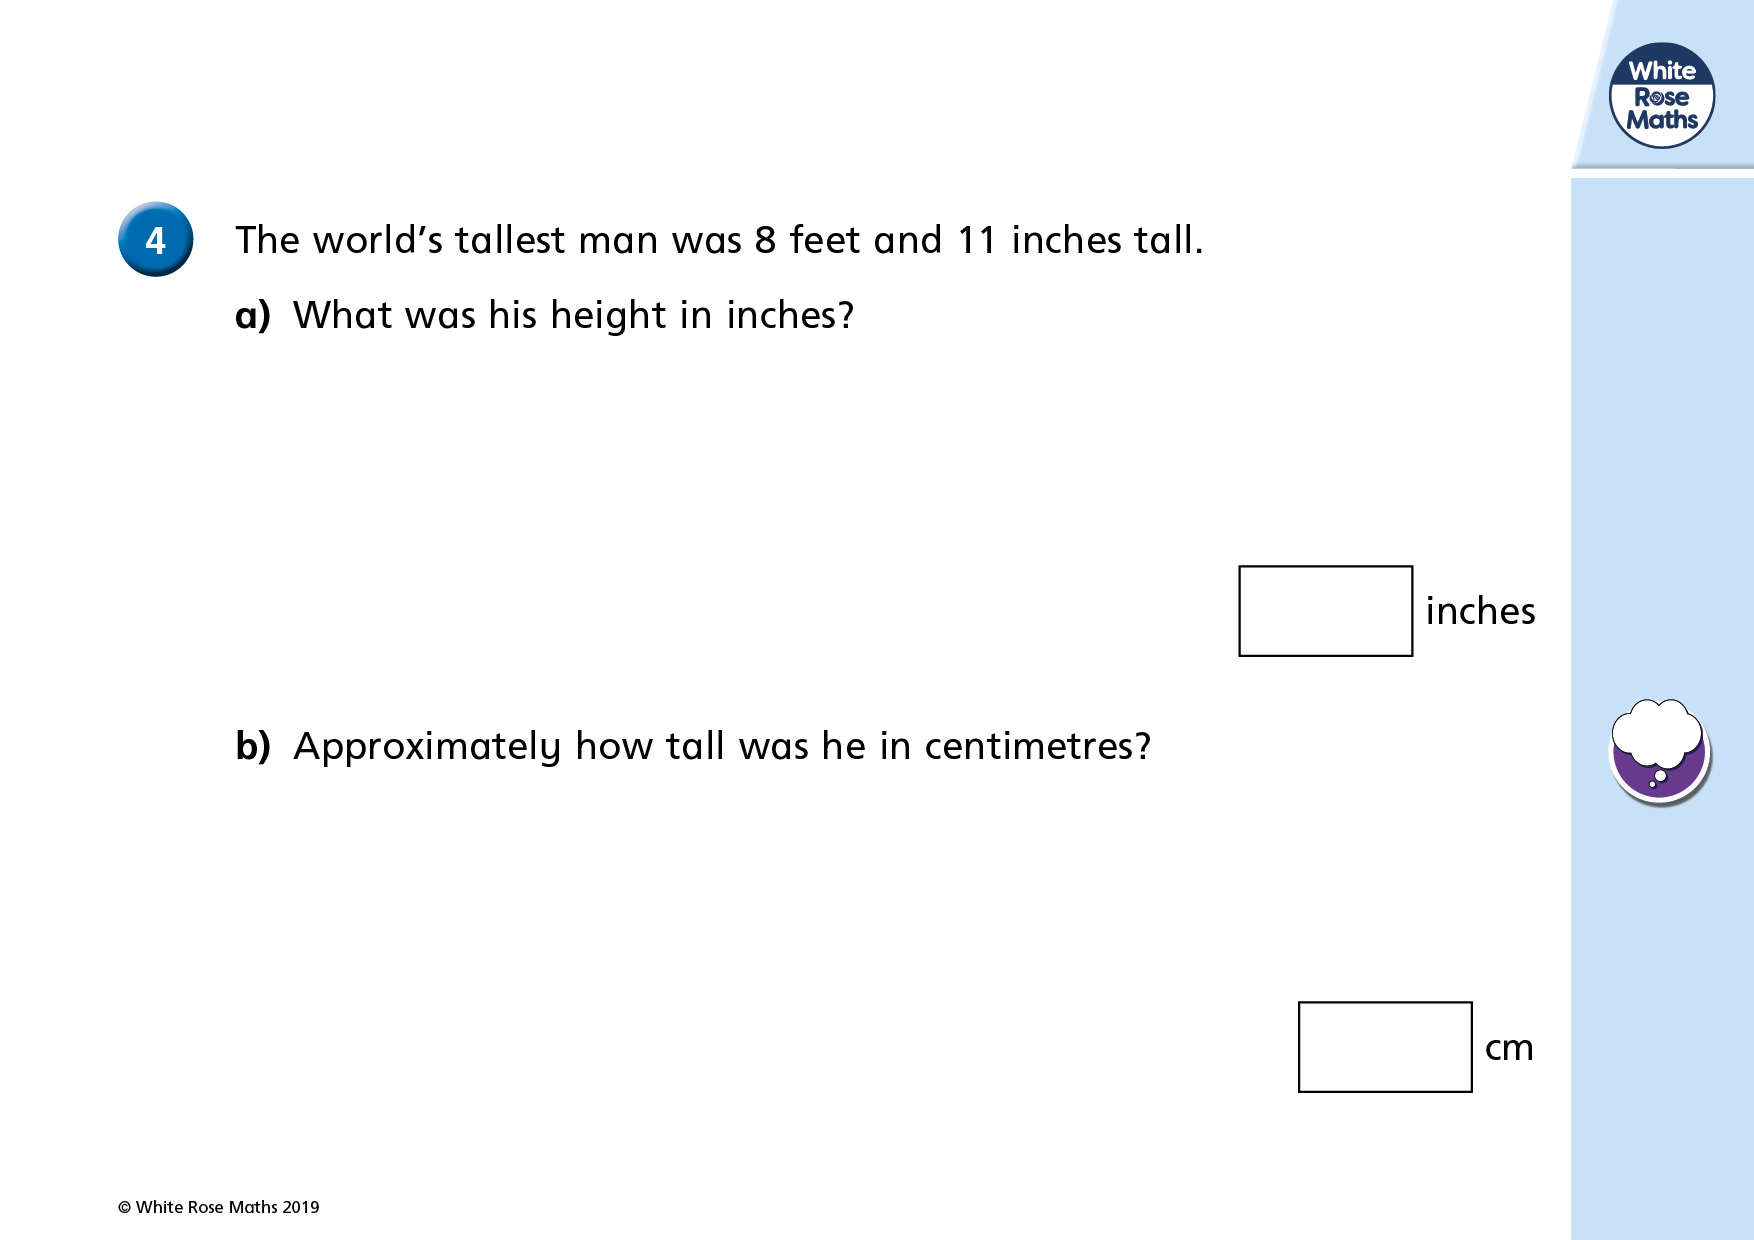 White
Rose
Maths
4 The world’s tallest man was 8 feet and 11 inches tall.
a) What was his height in inches?
inches
b) Approximately how tall was he in centimetres?
cm
© White Rose Maths 2019